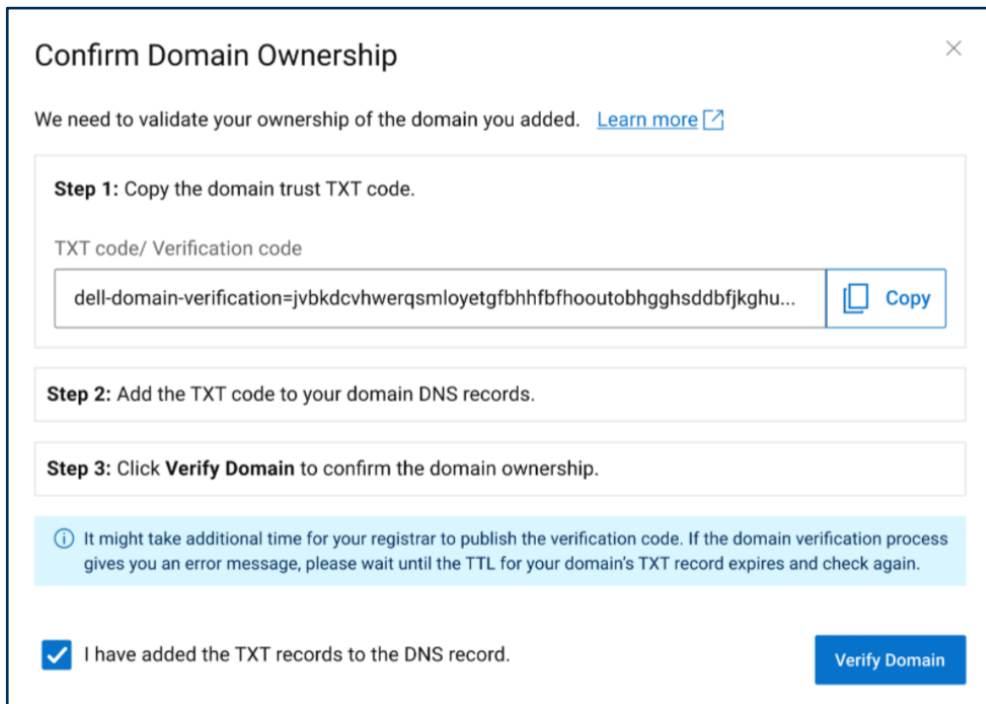 Confirm Domain Ownership
We need to validate your ownership of the domain you added. Learn more
Step 1: Copy the domain trust TXT code.
TXT code/ Verification code
dell-domain-verification=jvbkdcvhwerqsmloyetgfbhhfbfhooutobhgghsddbfjkghu...
Copy
Step 2: Add the TXT code to your domain DNS records.
Step 3: Click Verify Domain to confirm the domain ownership.
It might take additional time for your registrar to publish the verification code. If the domain verification process
gives you an error message, please wait until the TTL for your domain's TXT record expires and check again.
I have added the TXT records to the DNS record.
Verify Domain